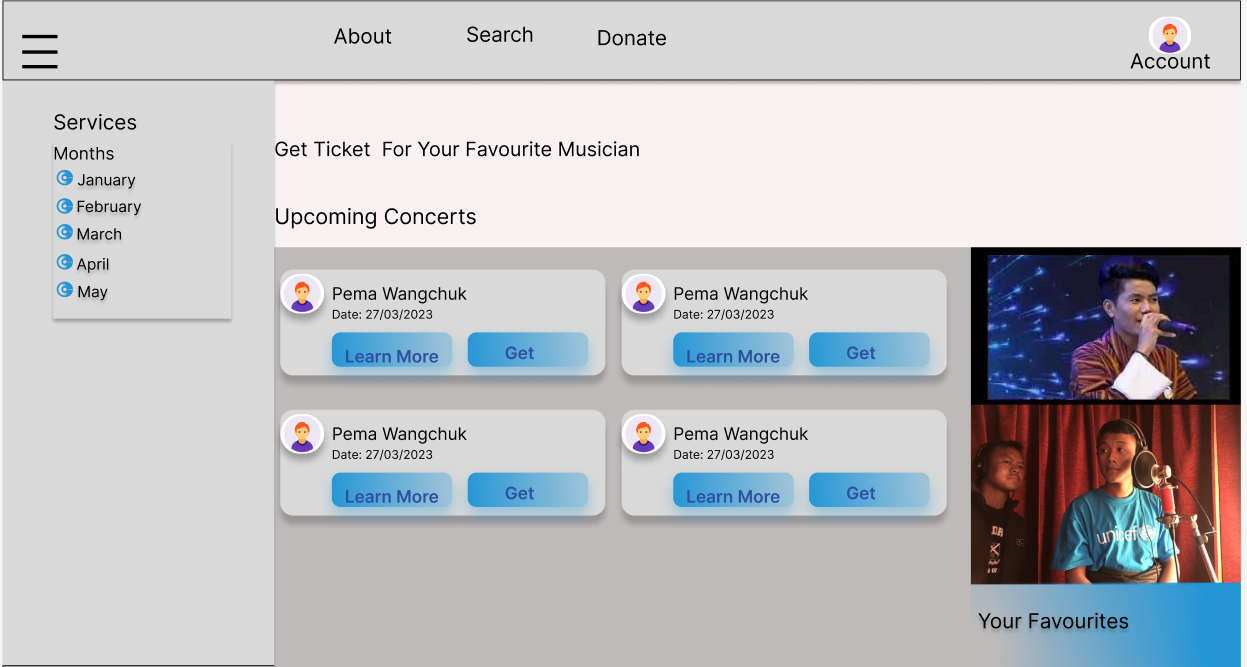 About
Search
Donate
Account
Services
Months
January
February
March
April
May
Get Ticket For Your Favourite Musician
Upcoming Concerts
Pema Wangchuk
Date: 27/03/2023
Learn More
Get
Pema Wangchuk
Date: 27/03/2023
Learn More
Get
Pema Wangchuk
Date: 27/03/2023
Learn More
Get
Pema Wangchuk
Date: 27/03/2023
Learn More
Get
unicef
Your Favourites